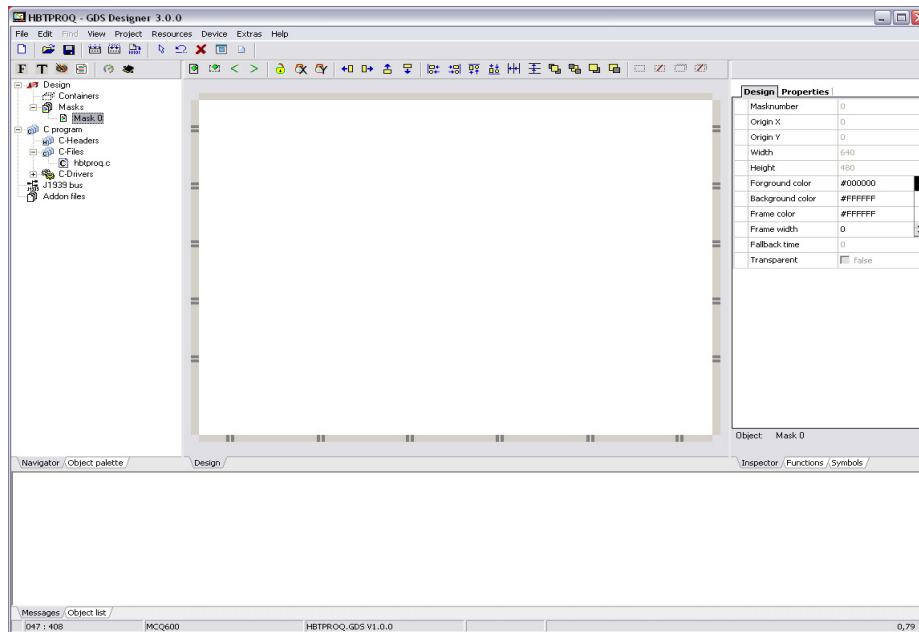 HBTPROQ - GDS Designer 3.0.0
File Edit Find View Project Resources Device Extras Help
F T
Design
Containers
Masks
Mask 0
C program
C-Headers
C-Files
hbtproq.c
C-Drivers
J1939 bus
Addon files
Navigator Object palette
Design
Design Properties
Masknumber 0
Origin X 0
Origin Y 0
Width 640
Height 480
Forground color #000000
Background color #FFFFFF
Frame color #FFFFFF
Frame width 0
Fallback time 0
Transparent false
Object: Mask 0
Inspector Functions Symbols
Messages Object list
047 : 408 MCQ600 HBTPROQ.GDS V1.0.0 0,79